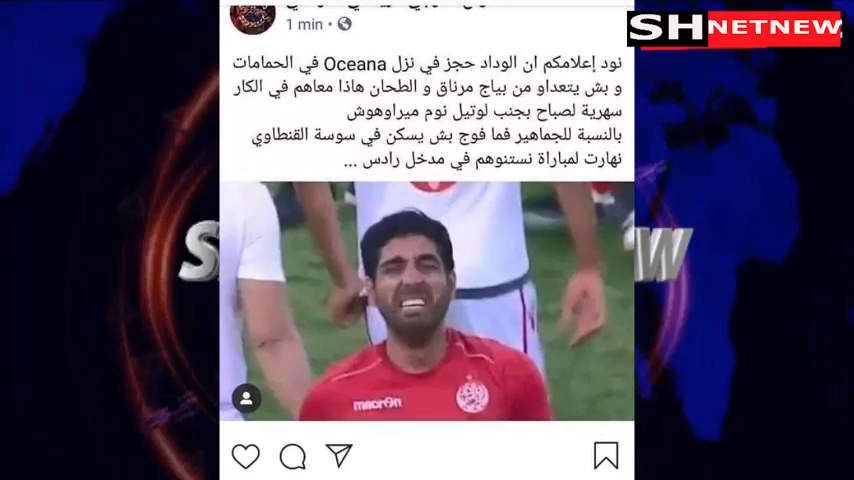 SHNETNEW
1 min
نود إعلامكم ان الوداد حجز في نزل Oceana في الحمامات
و بش يتعداو من بياج مرناق و الطحان هاذا معاهم في الكار
سهرية لصباح بجنب لوتيل نوم ميراوهوش
بالنسبة للجماهير فما فوج بش يسكن في سوسة القنطاوي
نهارت لمباراة نستنوهم في مدخل رادس ...
macron